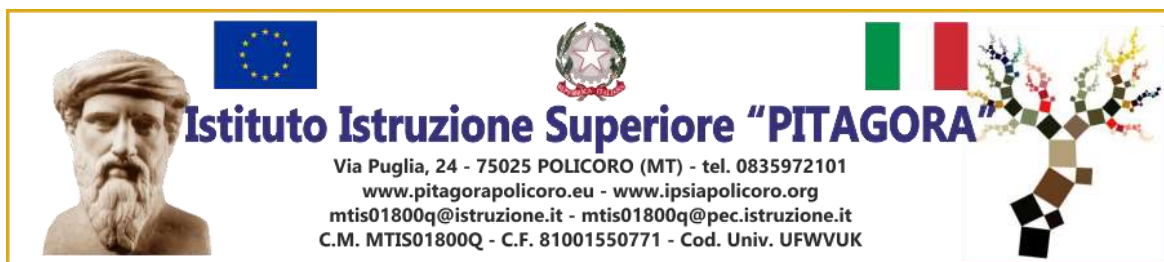 Istituto Istruzione Superiore “PITAGORA”
Via Puglia, 24 - 75025 POLICORO (MT) - tel. 0835972101
www.pitagorapolicoro.eu - www.ipsiapolicoro.org
mtis01800q@istruzione.it - mtis01800q@pec.istruzione.it
C.M. MTIS01800Q - C.F. 81001550771 - Cod. Univ. UFWVUK